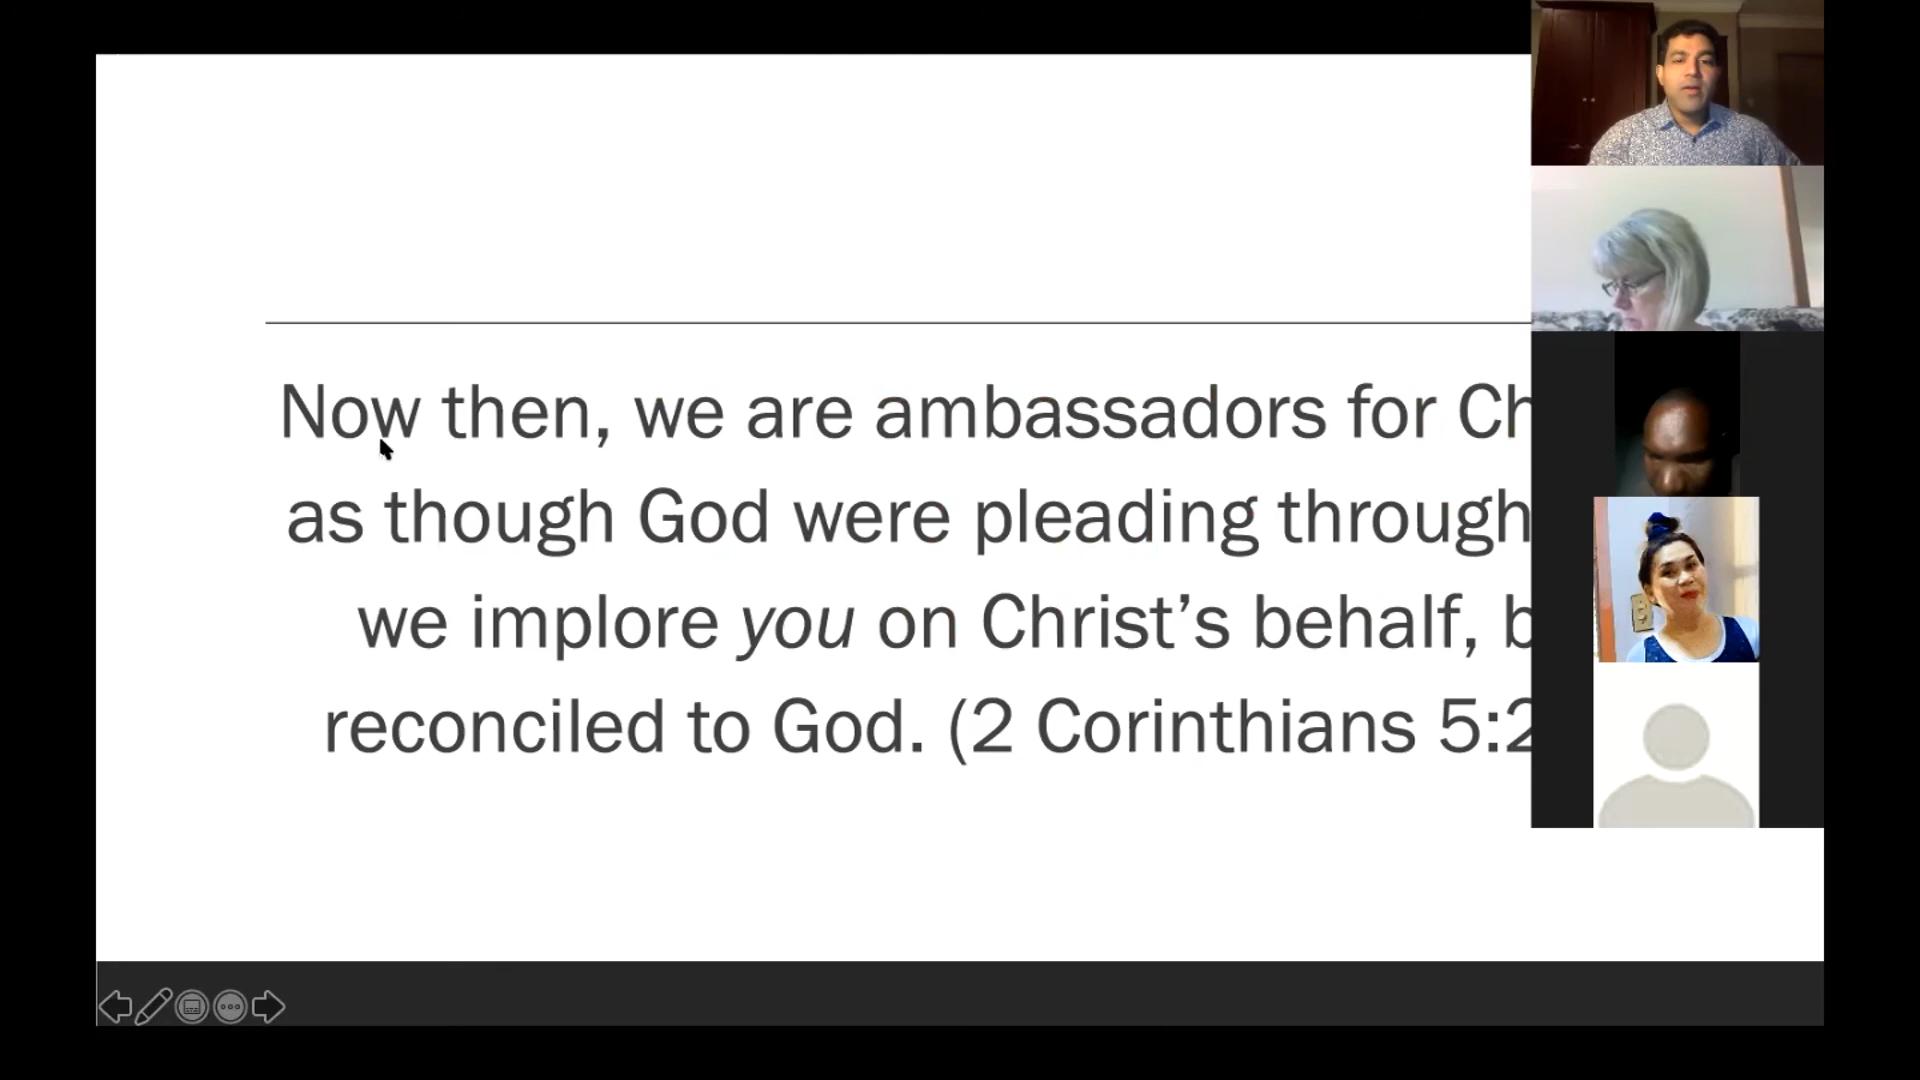 Now then, we are ambassadors for Ch
as though God were pleading through
we implore you on Christ’s behalf, b
reconciled to God. (2 Corinthians 5:2